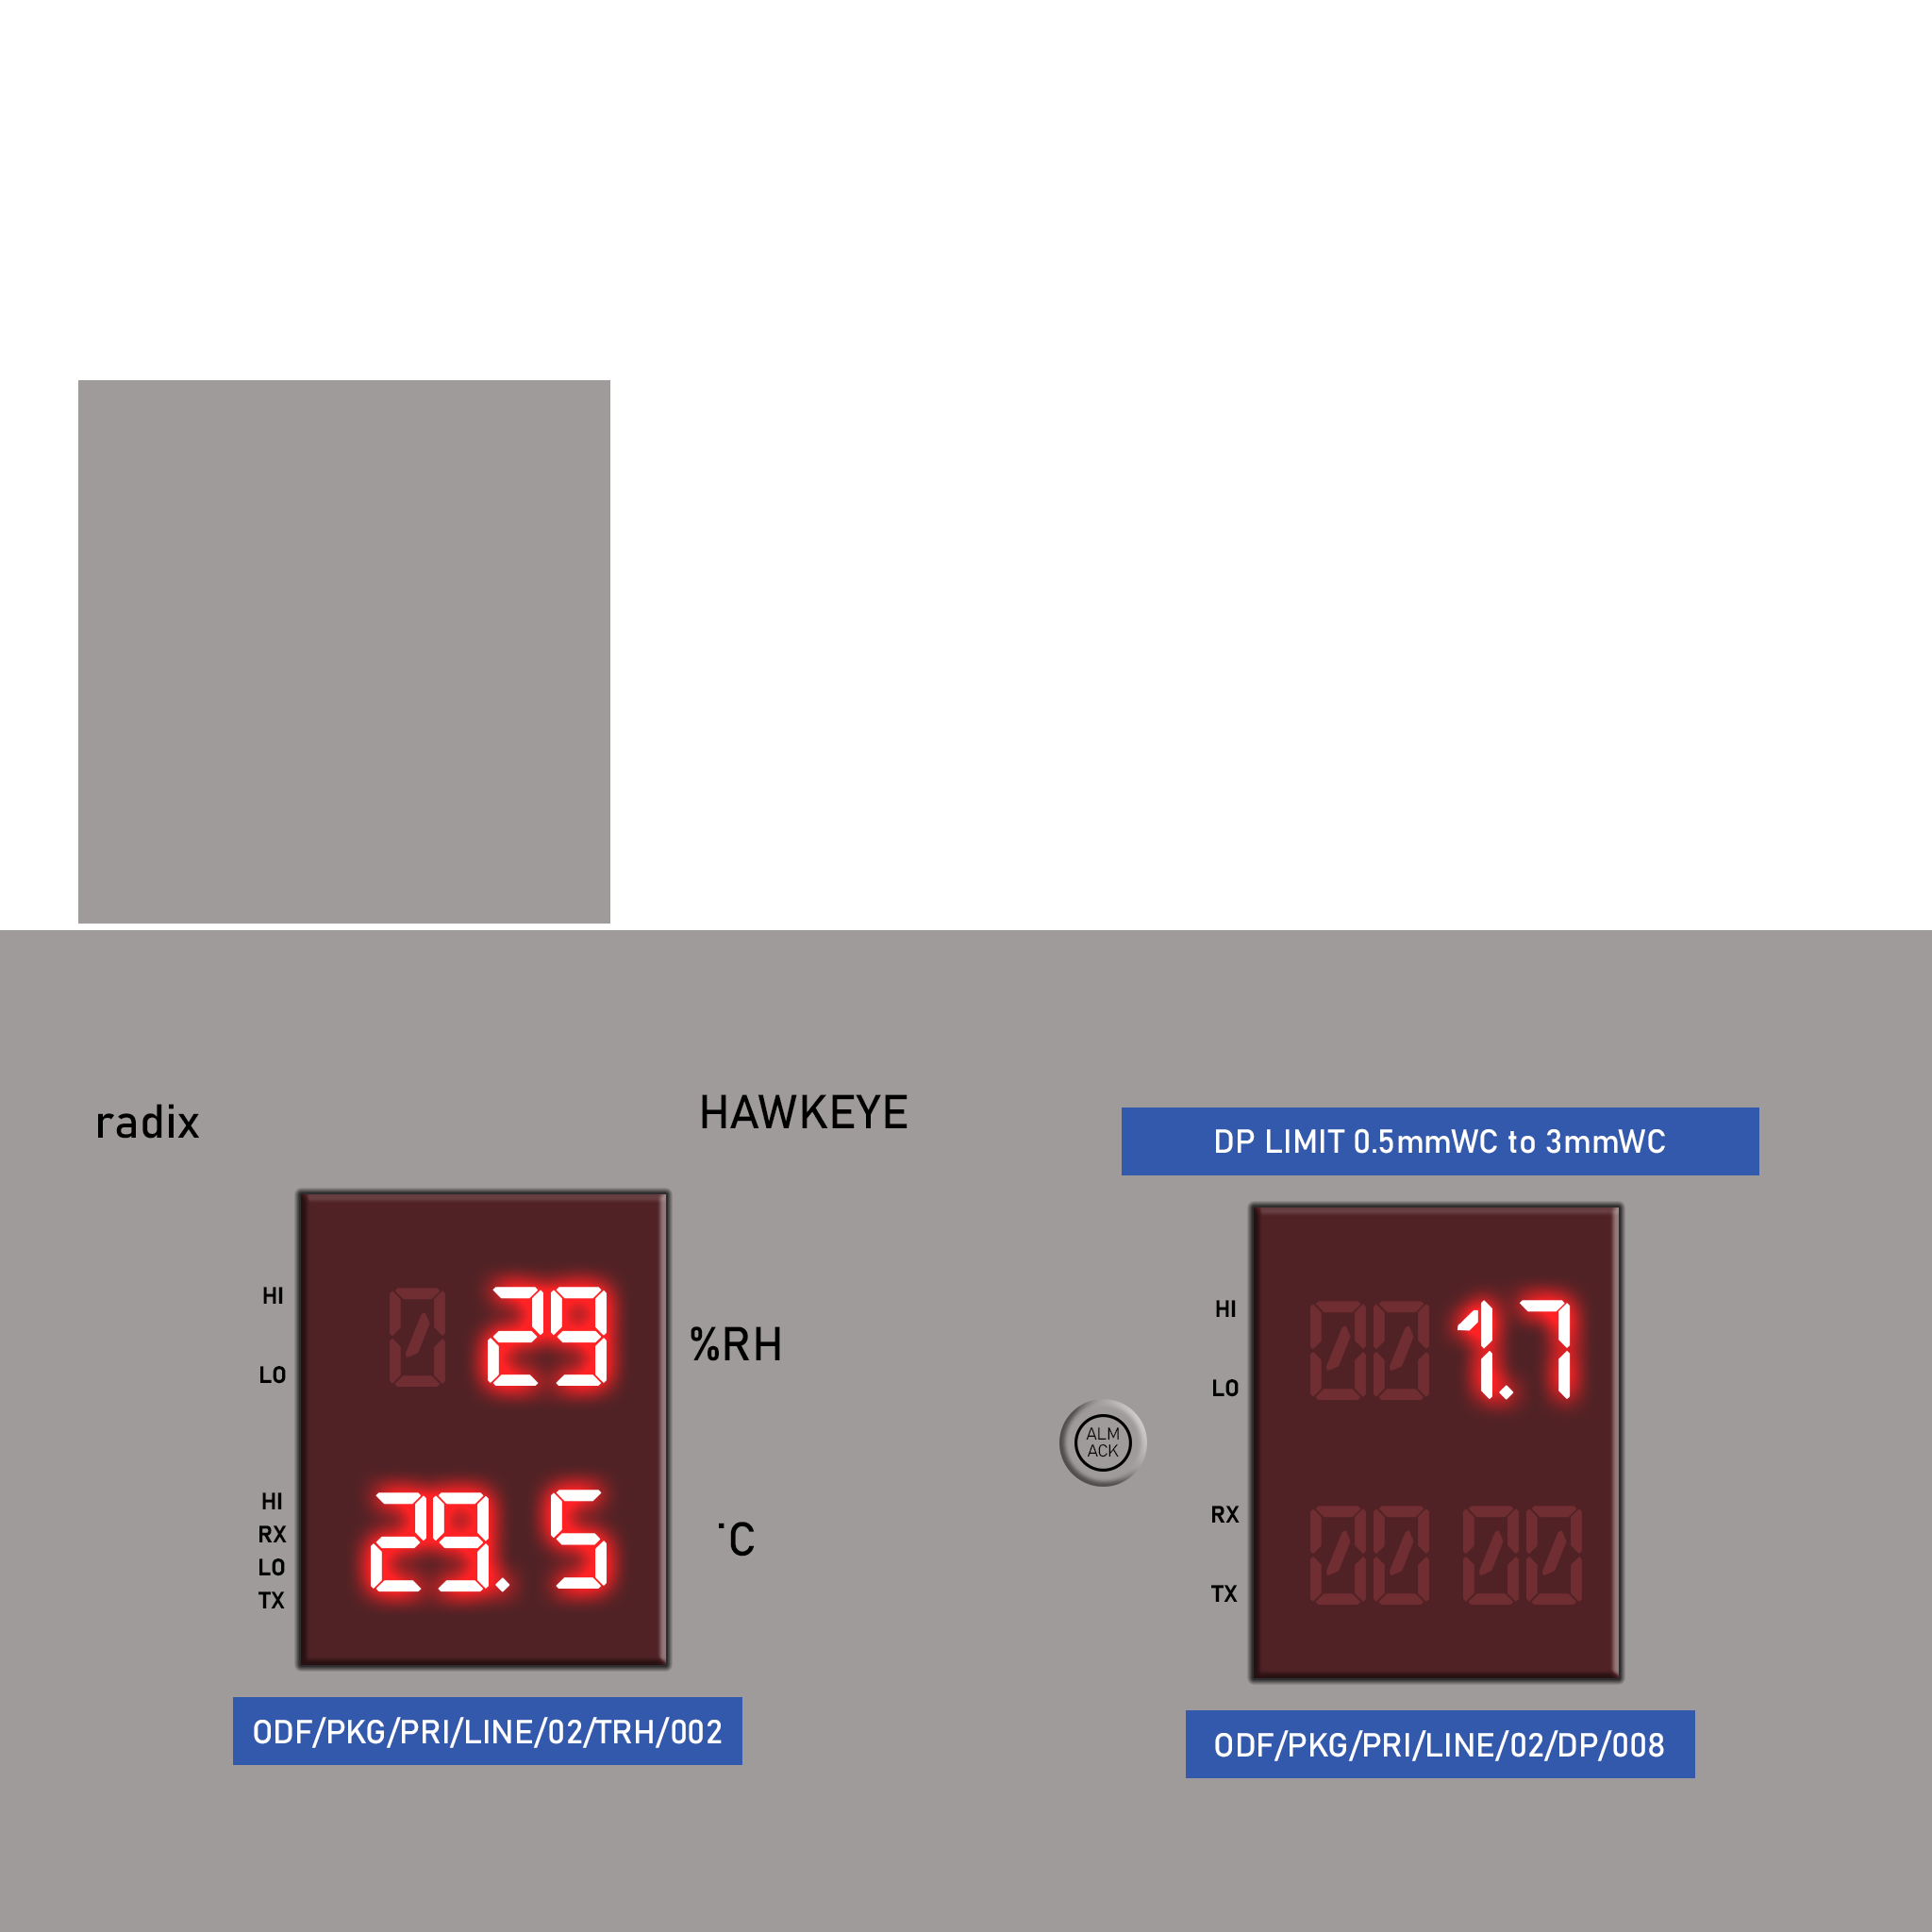 radix
HAWKEYE
DP LIMIT 0.5mmWC to 3mmWC
HI
LO
29
%RH
HI
RX
LO
TX
29.5
°C
ODF/PKG/PRI/LINE/02/TRH/002
ALM
ACK
HI
LO
1.7
RX
TX
ODF/PKG/PRI/LINE/02/DP/008